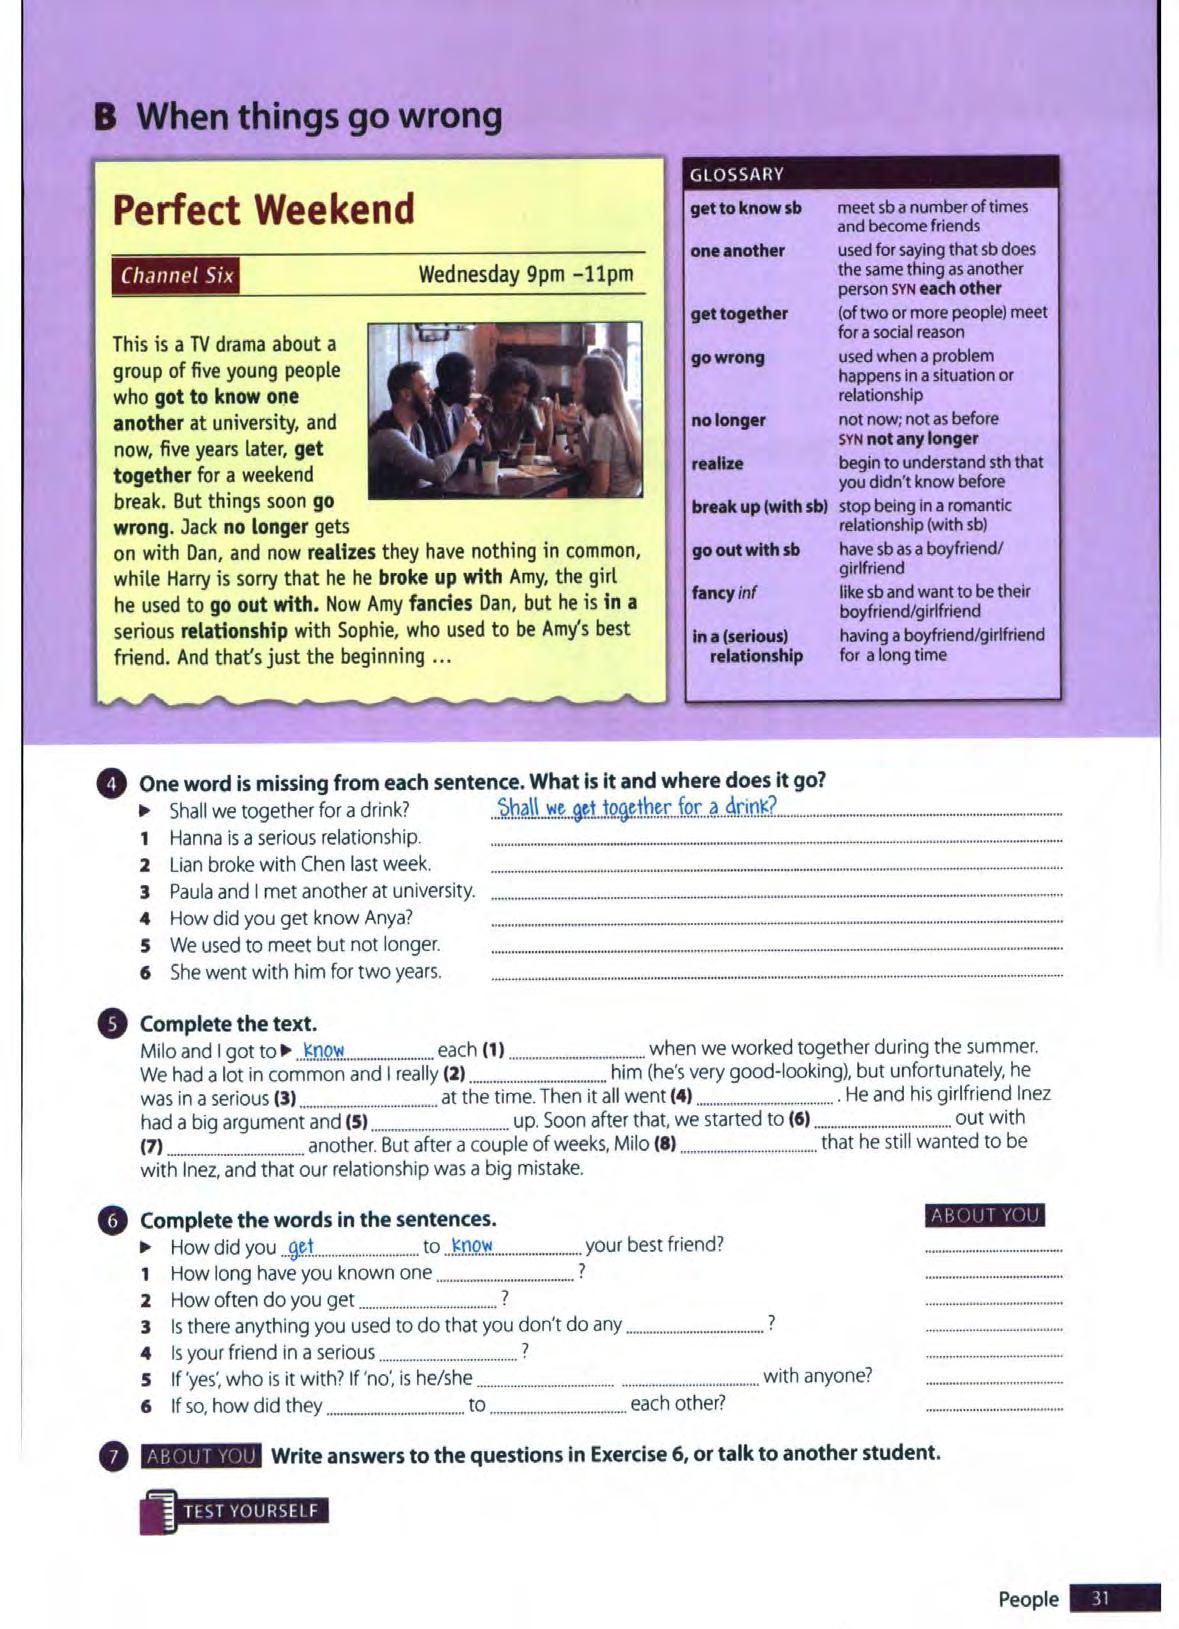 B When things go wrong
Perfect Weekend
Channel Six Wednesday 9pm –11pm
This is a TV drama about a
group of five young people
who got to know one
another at university, and
now, five years later, get
together for a weekend
break. But things soon go
wrong. Jack no longer gets
on with Dan, and now realizes they have nothing in common,
while Harry is sorry that he he broke up with Amy, the girl
he used to go out with. Now Amy fancies Dan, but he is in a
serious relationship with Sophie, who used to be Amy's best
friend. And that's just the beginning ...
GLOSSARY
get to know sb meet sb a number of times
and become friends
one another used for saying that sb does
the same thing as another
person SYN each other
get together (of two or more people) meet
for a social reason
go wrong used when a problem
happens in a situation or
relationship
no longer not now; not as before
SYN not any longer
realize begin to understand sth that
you didn't know before
break up (with sb) stop being in a romantic
relationship (with sb)
go out with sb have sb as a boyfriend/
girlfriend
fancy inf like sb and want to be their
boyfriend/girlfriend
in a (serious) having a boyfriend/girlfriend
relationship for a long time
4 One word is missing from each sentence. What is it and where does it go?
▶ Shall we together for a drink? Shall we get together for a drink?
1 Hanna is a serious relationship.
2 Lian broke with Chen last week.
3 Paula and I met another at university.
4 How did you get know Anya?
5 We used to meet but not longer.
6 She went with him for two years.
5 Complete the text.
Milo and I got to ▶ know each (1) when we worked together during the summer.
We had a lot in common and I really (2) him (he's very good-looking), but unfortunately, he
was in a serious (3) at the time. Then it all went (4) . He and his girlfriend Inez
had a big argument and (5) up. Soon after that, we started to (6) out with
(7) another. But after a couple of weeks, Milo (8) that he still wanted to be
with Inez, and that our relationship was a big mistake.
6 Complete the words in the sentences. ABOUT YOU
▶ How did you get to know your best friend?
1 How long have you known one ?
2 How often do you get ?
3 Is there anything you used to do that you don't do any ?
4 Is your friend in a serious ?
5 If 'yes', who is it with? If 'no', is he/she with anyone?
6 If so, how did they to each other?
7 ABOUT YOU Write answers to the questions in Exercise 6, or talk to another student.
TEST YOURSELF
People 31